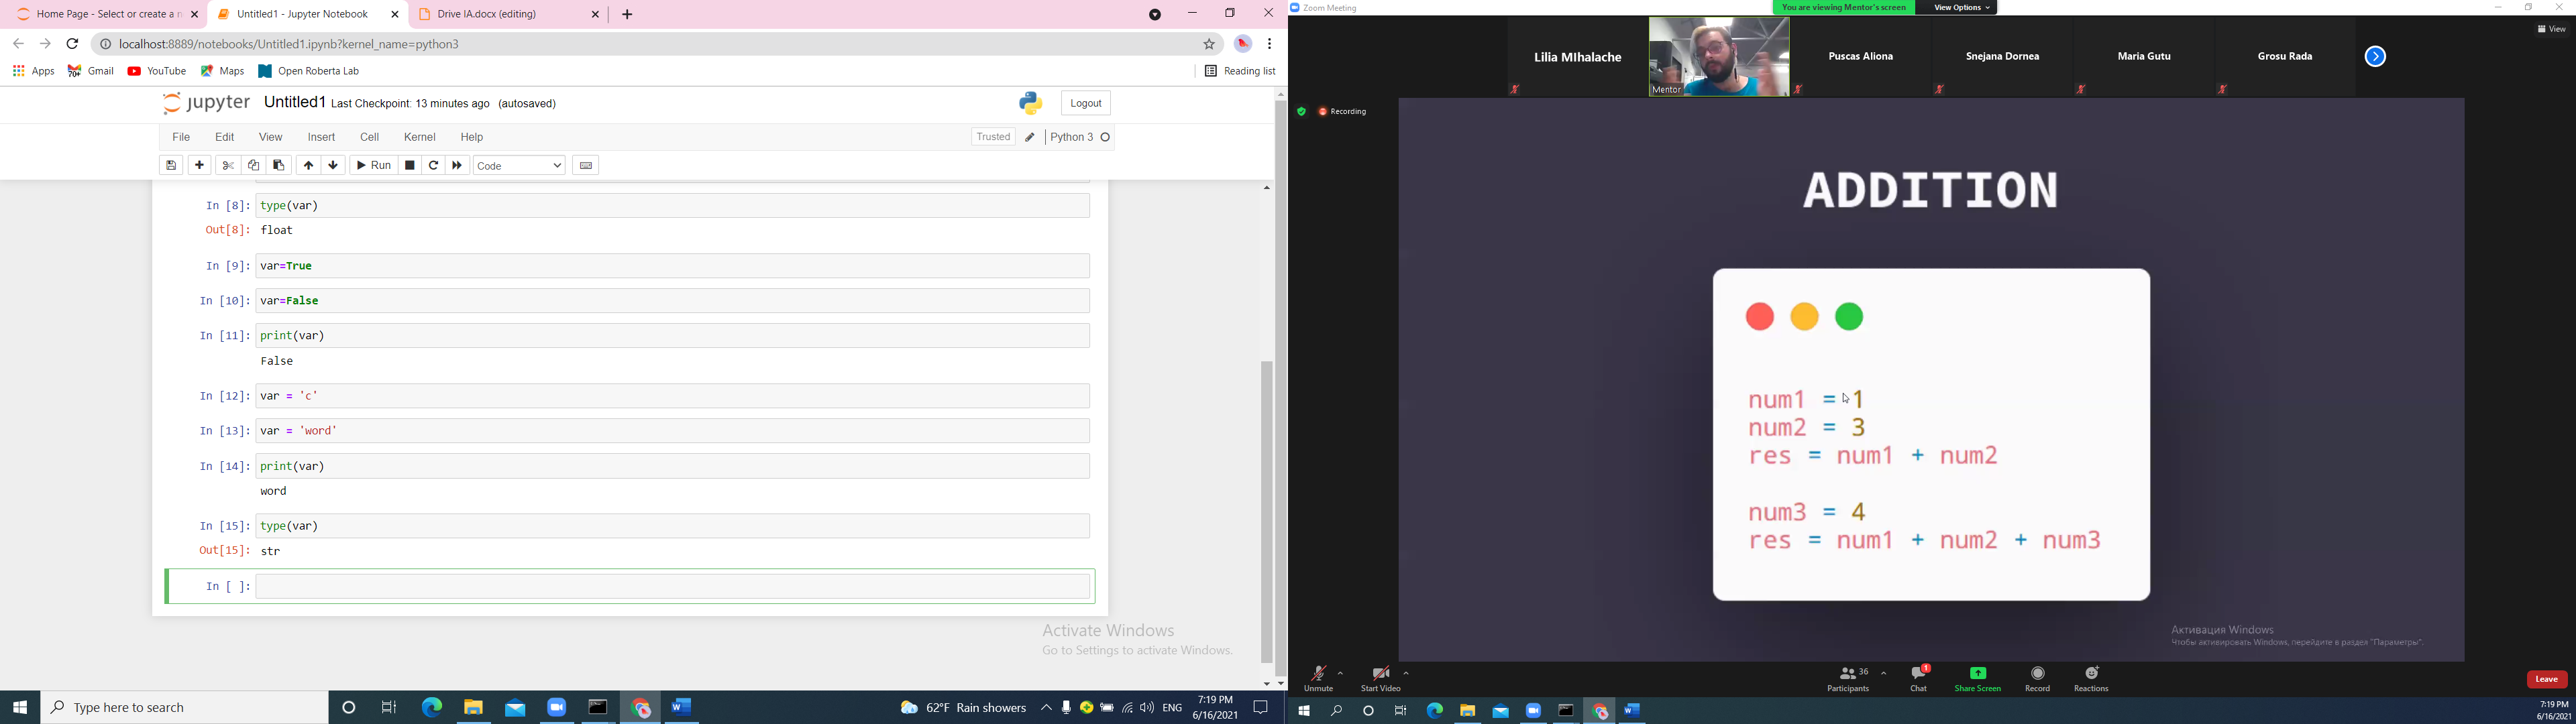 Home Page - Select or create a n
Untitled1 - Jupyter Notebook
Drive IA.docx (editing)
localhost:8889/notebooks/Untitled1.ipynb?kernel_name=python3
Apps
Gmail
YouTube
Maps
Open Roberta Lab
Reading list
jupyter Untitled1 Last Checkpoint: 13 minutes ago (autosaved)
Logout
File Edit View Insert Cell Kernel Help
Trusted
Python 3
Run
Code
In [8]: type(var)
Out[8]: float
In [9]: var=True
In [10]: var=False
In [11]: print(var)
False
In [12]: var = 'c'
In [13]: var = 'word'
In [14]: print(var)
word
In [15]: type(var)
Out[15]: str
In [ ]:
Activate Windows
Go to Settings to activate Windows.
Type here to search
62°F Rain showers
ENG
7:19 PM
6/16/2021
Zoom Meeting
You are viewing Mentor's screen
View Options
View
Lilia MIhalache
Mentor
Puscas Aliona
Snejana Dornea
Maria Gutu
Grosu Rada
Recording
ADDITION
num1 = 1
num2 = 3
res = num1 + num2
num3 = 4
res = num1 + num2 + num3
Активация Windows
Чтобы активировать Windows, перейдите в раздел "Параметры".
Unmute
Start Video
36
Participants
1
Chat
Share Screen
Record
Reactions
Leave
7:19 PM
6/16/2021